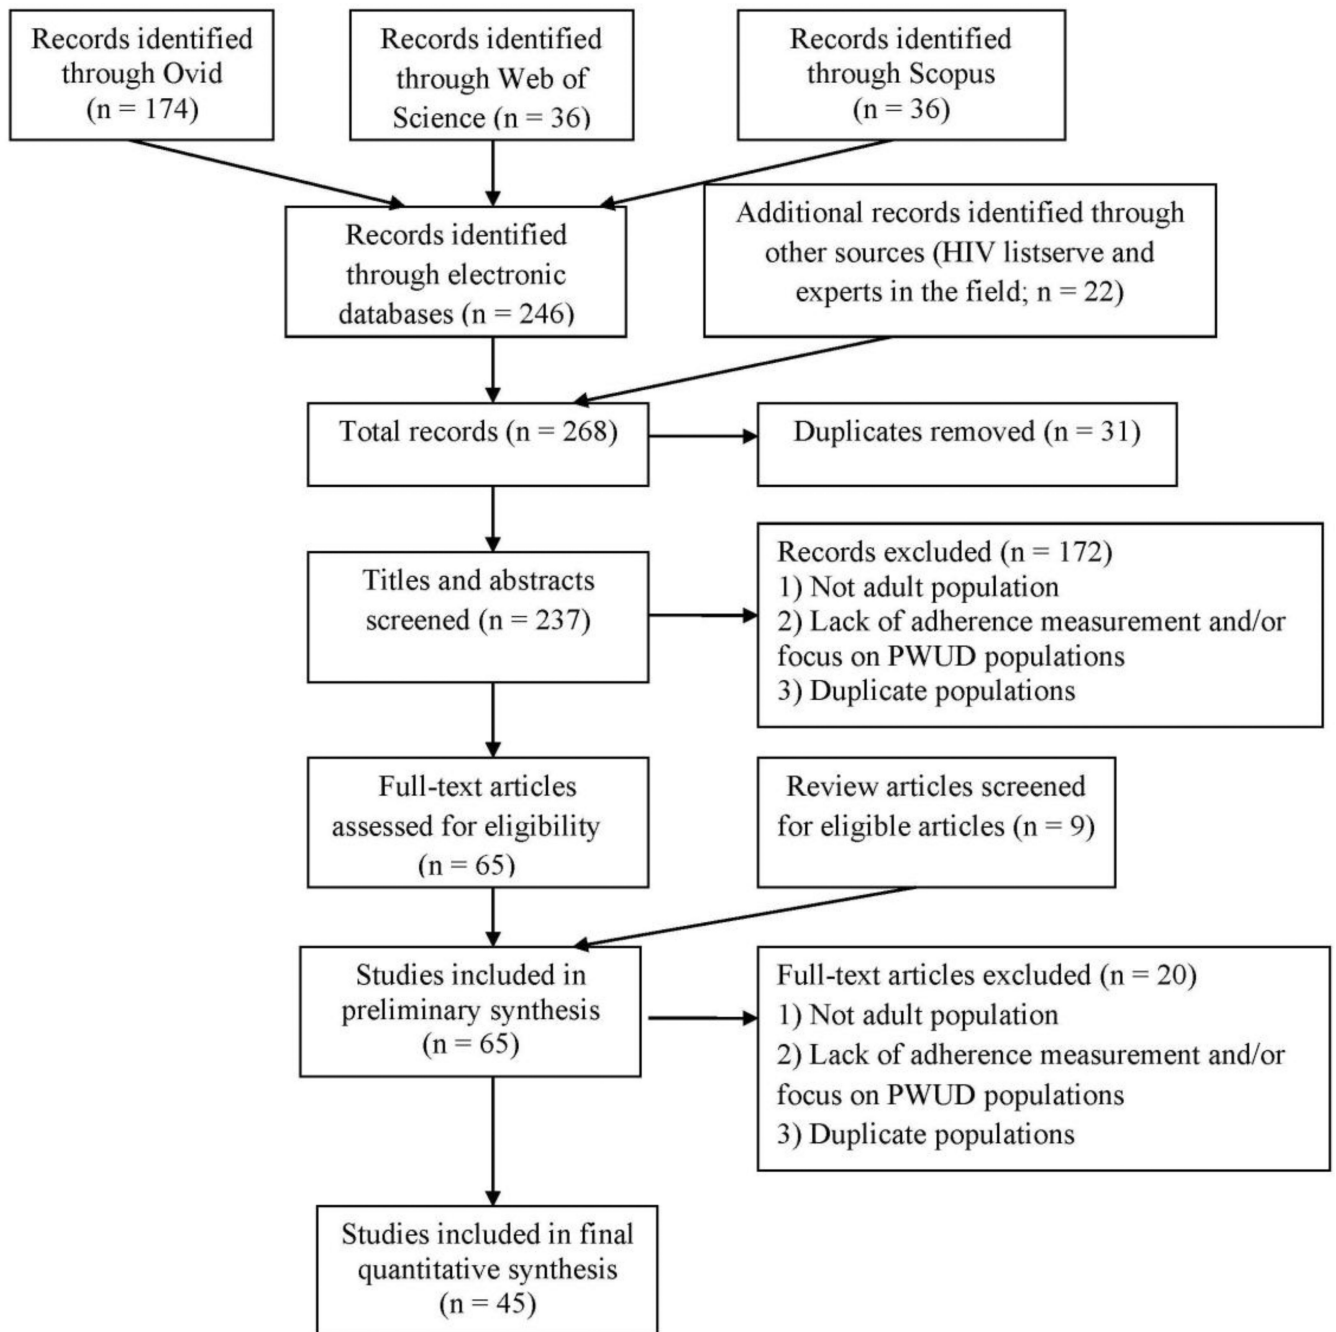 Records identified
through Ovid
(n = 174)
Records identified
through Web of
Science (n = 36)
Records identified
through Scopus
(n = 36)
Records identified
through electronic
databases (n = 246)
Additional records identified through
other sources (HIV listserve and
experts in the field; n = 22)
Total records (n = 268)
Duplicates removed (n = 31)
Titles and abstracts
screened (n = 237)
Records excluded (n = 172)
1) Not adult population
2) Lack of adherence measurement and/or
focus on PWUD populations
3) Duplicate populations
Full-text articles
assessed for eligibility
(n = 65)
Review articles screened
for eligible articles (n = 9)
Studies included in
preliminary synthesis
(n = 65)
Full-text articles excluded (n = 20)
1) Not adult population
2) Lack of adherence measurement and/or
focus on PWUD populations
3) Duplicate populations
Studies included in final
quantitative synthesis
(n = 45)